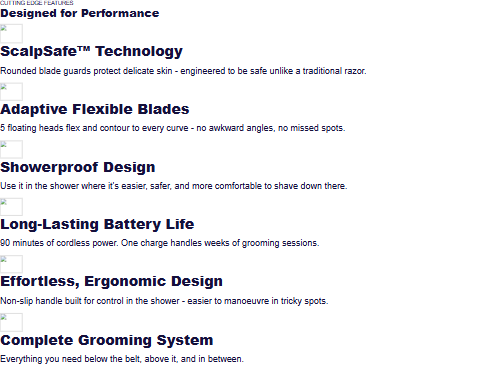 CUTTING EDGE FEATURES
Designed for Performance
ScalpSafe™ Technology
Rounded blade guards protect delicate skin - engineered to be safe unlike a traditional razor.
Adaptive Flexible Blades
5 floating heads flex and contour to every curve - no awkward angles, no missed spots.
Showerproof Design
Use it in the shower where it's easier, safer, and more comfortable to shave down there.
Long-Lasting Battery Life
90 minutes of cordless power. One charge handles weeks of grooming sessions.
Effortless, Ergonomic Design
Non-slip handle built for control in the shower - easier to manoeuvre in tricky spots.
Complete Grooming System
Everything you need below the belt, above it, and in between.